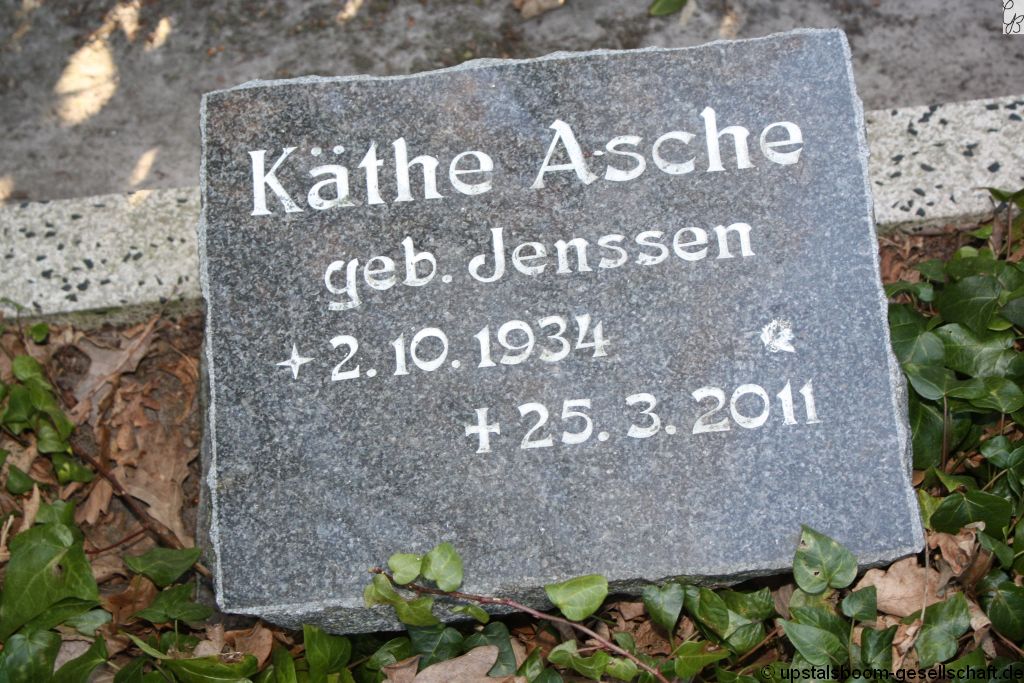 Käthe Asche
geb. Jenssen
✧ 2. 10. 1934
✝ 25. 3. 2011
© upstalsboom-gesellschaft.de